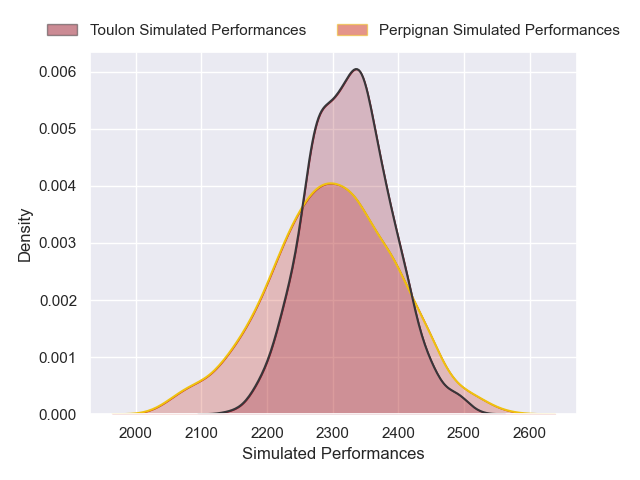 Toulon Simulated Performances
Perpignan Simulated Performances
0.006
0.005
0.004
0.003
0.002
0.001
0.000
Density
2000 2100 2200 2300 2400 2500 2600
Simulated Performances